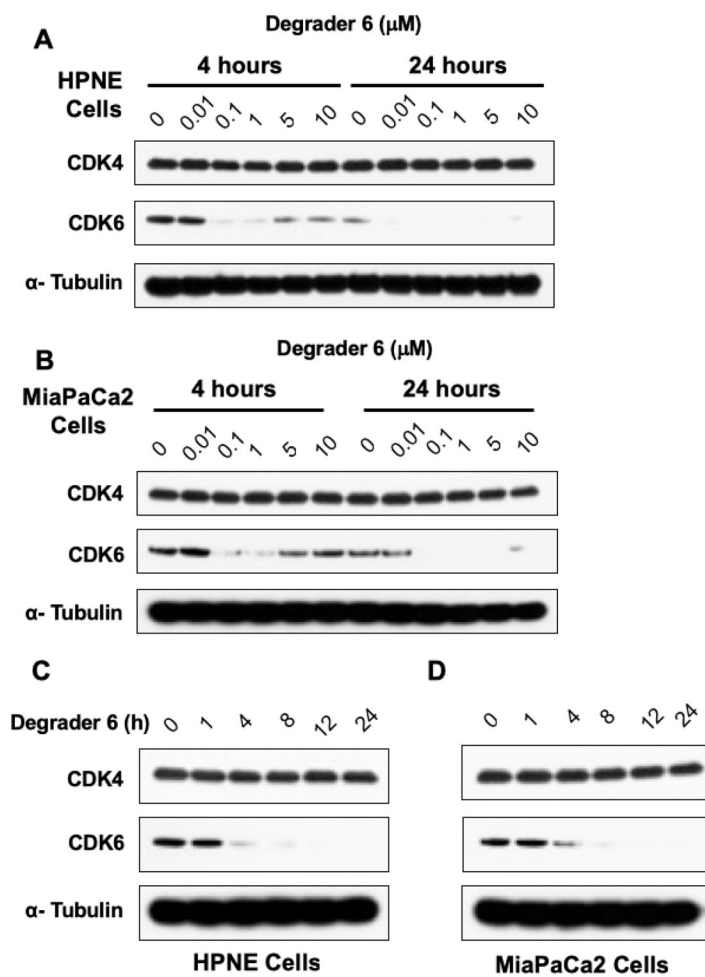 A
Degrader 6 (μM)
HPNE
Cells
4 hours
24 hours
0 0.01 0.1 1 5 10 0 0.01 0.1 1 5 10
CDK4
CDK6
α- Tubulin
B
Degrader 6 (μM)
MiaPaCa2
Cells
4 hours
24 hours
0 0.01 0.1 1 5 10 0 0.01 0.1 1 5 10
CDK4
CDK6
α- Tubulin
C
D
Degrader 6 (h) 0 1 4 8 12 24
0 1 4 8 12 24
CDK4
CDK6
α- Tubulin
HPNE Cells
MiaPaCa2 Cells